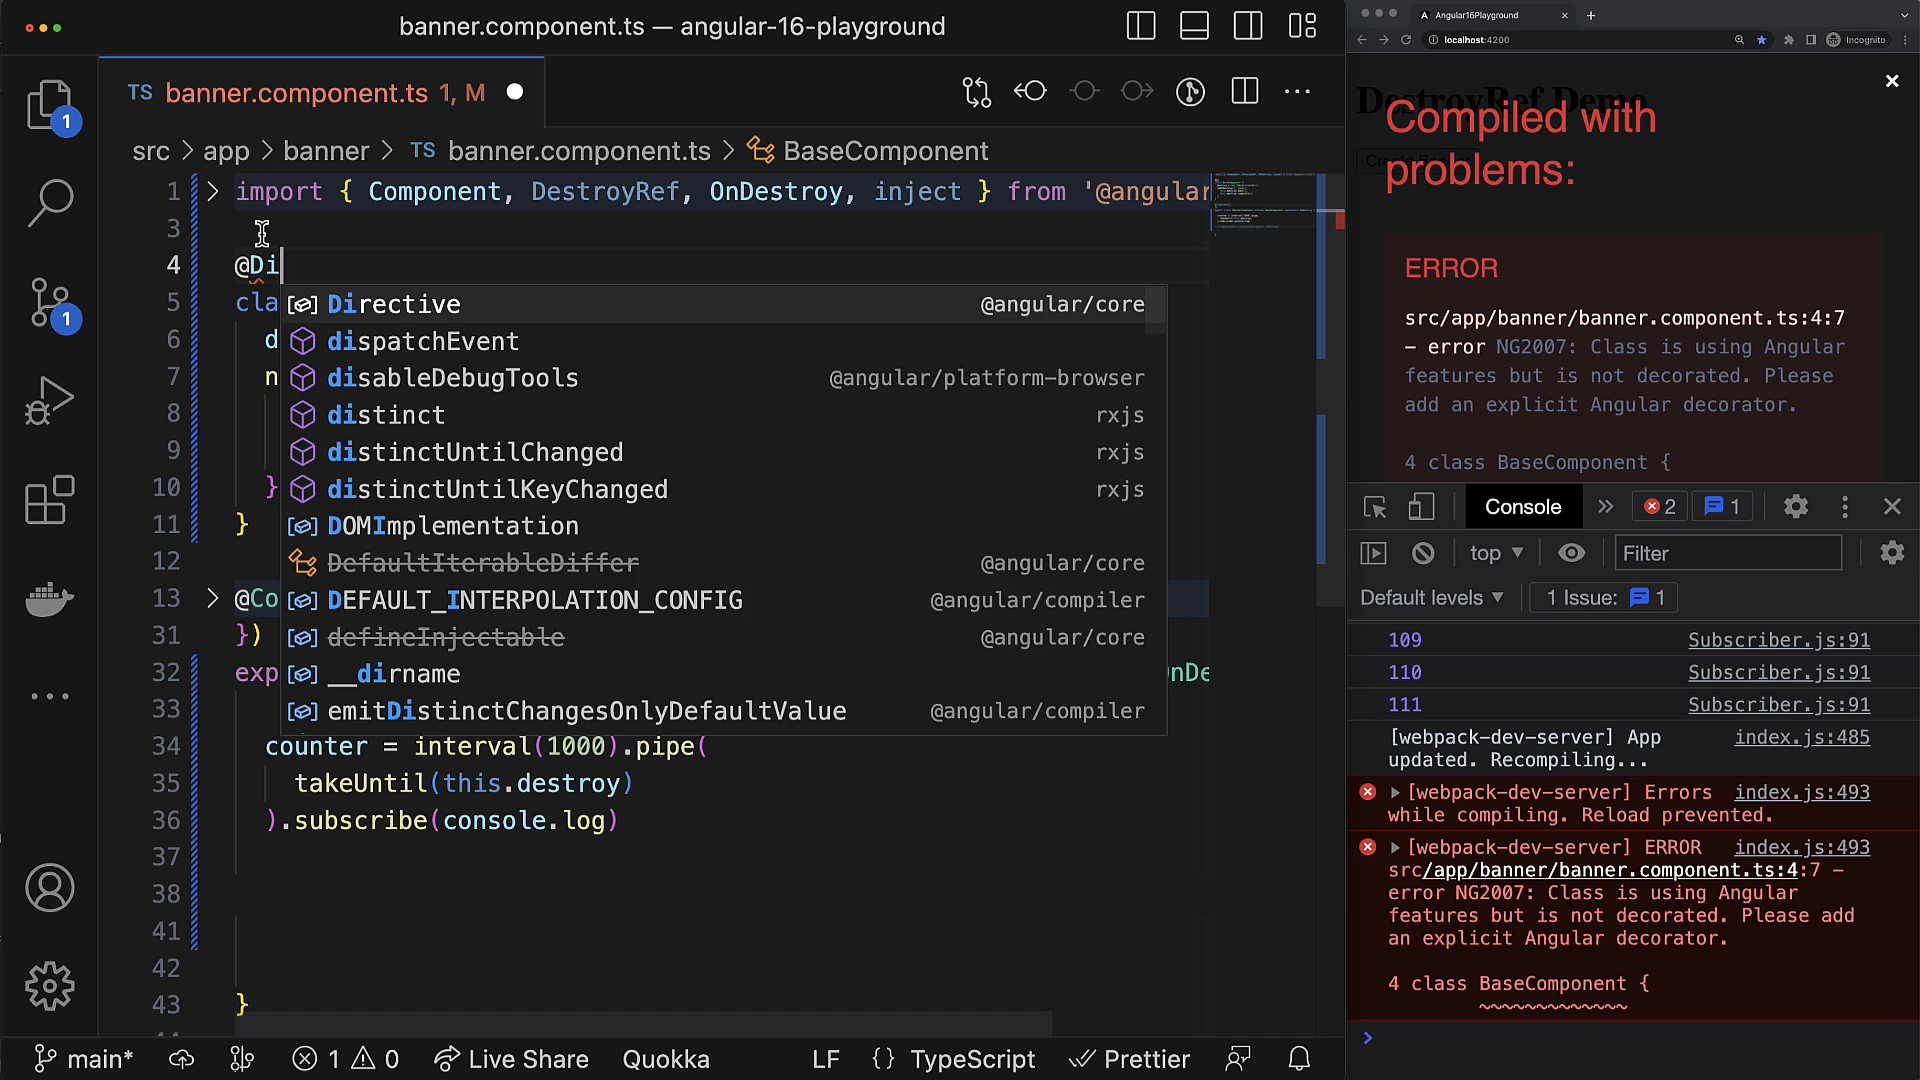 banner.component.ts — angular-16-playground
TS banner.component.ts 1, M
src > app > banner > TS banner.component.ts > BaseComponent
1 import { Component, DestroyRef, OnDestroy, inject } from '@angular
3
4 @Di
5 cla
6 d
7 n
8
9
10 }
11 }
12
13 @Co
31 })
32 exp nDe
33
34 counter = interval(1000).pipe(
35 takeUntil(this.destroy)
36 ).subscribe(console.log)
37
38
41
42
43 }
Directive @angular/core
dispatchEvent
disableDebugTools @angular/platform-browser
distinct rxjs
distinctUntilChanged rxjs
distinctUntilKeyChanged rxjs
DOMImplementation
DefaultIterableDiffer @angular/core
DEFAULT_INTERPOLATION_CONFIG @angular/compiler
defineInjectable @angular/core
__dirname
emitDistinctChangesOnlyDefaultValue @angular/compiler
1
1
main* 1 0 Live Share Quokka LF {} TypeScript Prettier
Angular16Playground
localhost:4200 Incognito
DestroyRef Demo
Compiled with
problems:
ERROR
src/app/banner/banner.component.ts:4:7
– error NG2007: Class is using Angular
features but is not decorated. Please
add an explicit Angular decorator.
4 class BaseComponent {
Console 2 1
top Filter
Default levels 1 Issue: 1
109 Subscriber.js:91
110 Subscriber.js:91
111 Subscriber.js:91
[webpack-dev-server] App index.js:485
updated. Recompiling...
[webpack-dev-server] Errors index.js:493
while compiling. Reload prevented.
[webpack-dev-server] ERROR index.js:493
src/app/banner/banner.component.ts:4:7 –
error NG2007: Class is using Angular
features but is not decorated. Please add
an explicit Angular decorator.
4 class BaseComponent {
~~~~~~~~~~~~~